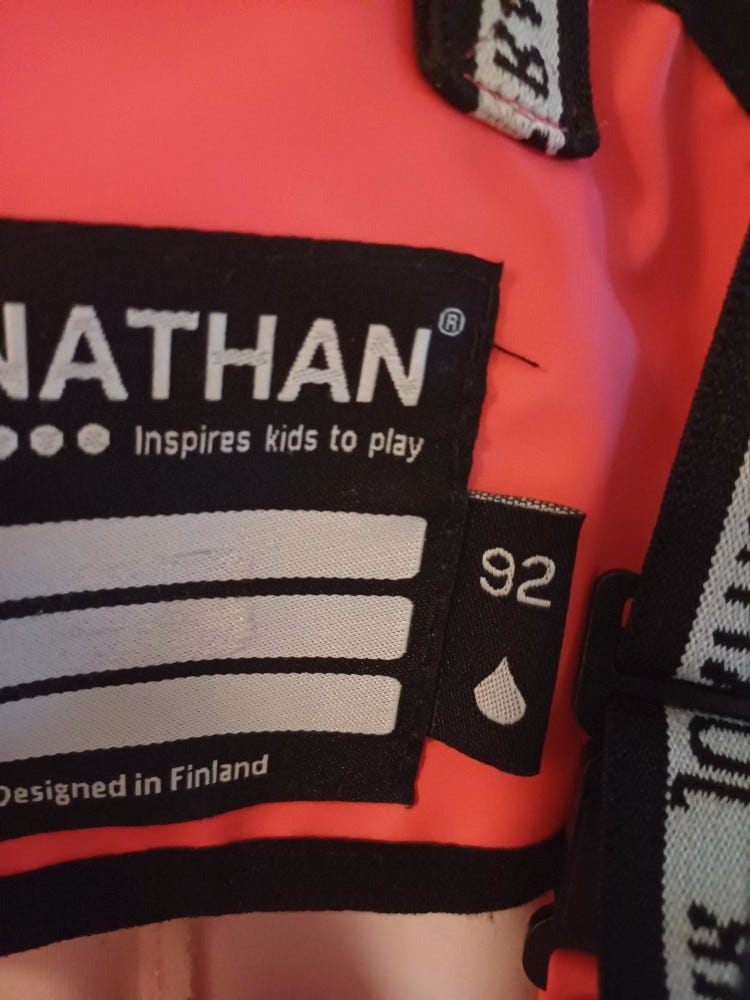 NATHAN®
Inspires kids to play
92
Designed in Finland